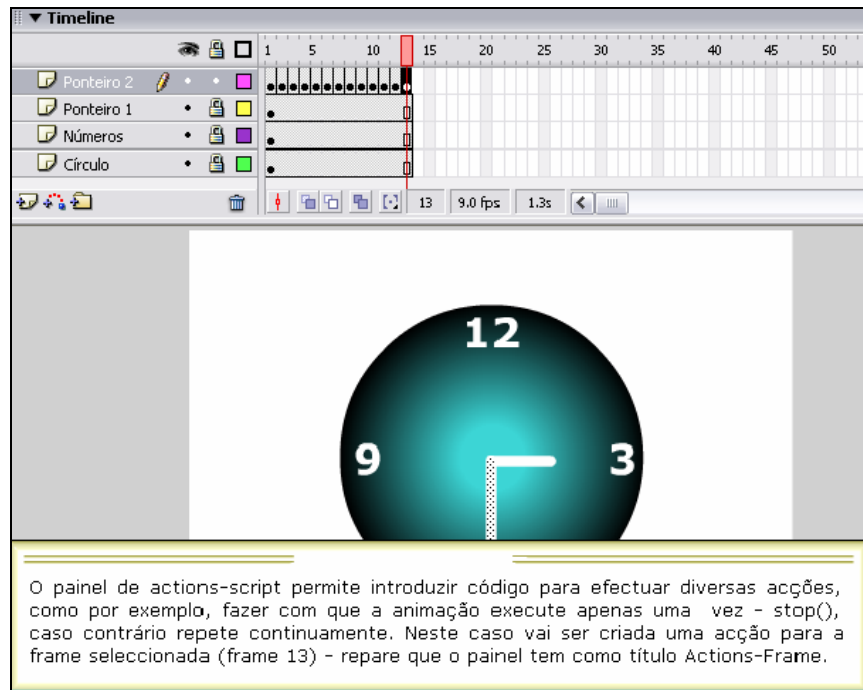 Timeline
1 5 10 15 20 25 30 35 40 45 50
Ponteiro 2
Ponteiro 1
Números
Círculo
13 9.0 fps 1.3s
12
9 3
O painel de actions-script permite introduzir código para efectuar diversas acções,
como por exemplo, fazer com que a animação execute apenas uma vez - stop(),
caso contrário repete continuamente. Neste caso vai ser criada uma acção para a
frame seleccionada (frame 13) - repare que o painel tem como título Actions-Frame.